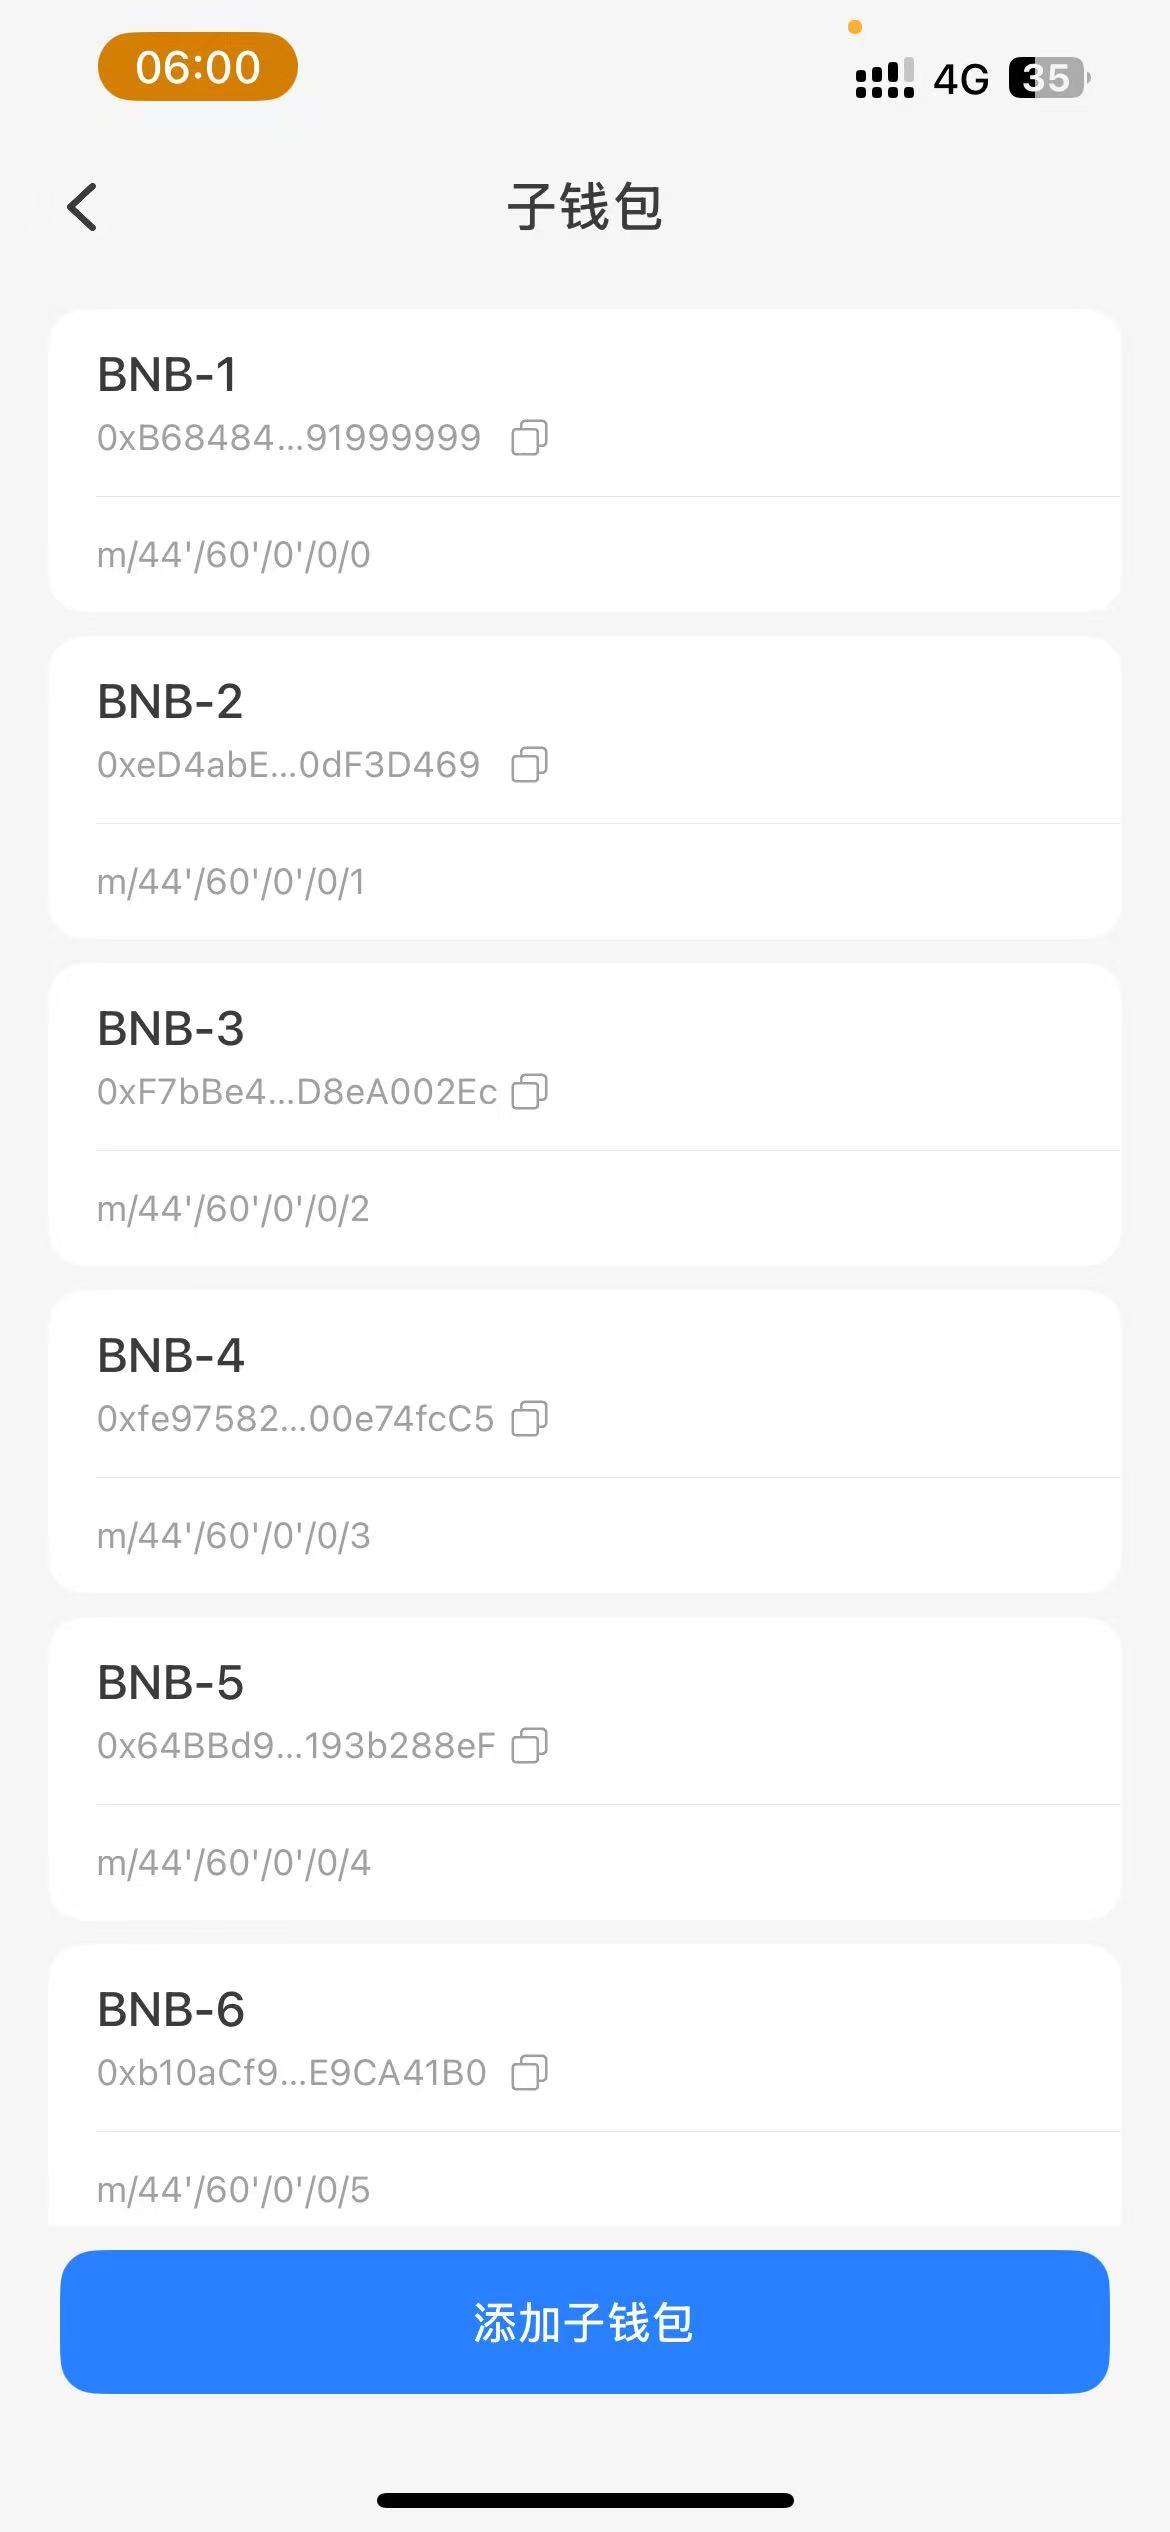 06:00
4G 35
子钱包
BNB-1
0xB68484...91999999
m/44'/60'/0'/0/0
BNB-2
0xeD4abE...0dF3D469
m/44'/60'/0'/0/1
BNB-3
0xF7bBe4...D8eA002Ec
m/44'/60'/0'/0/2
BNB-4
0xfe97582...00e74fcC5
m/44'/60'/0'/0/3
BNB-5
0x64BBd9...193b288eF
m/44'/60'/0'/0/4
BNB-6
0xb10aCf9...E9CA41B0
m/44'/60'/0'/0/5
添加子钱包